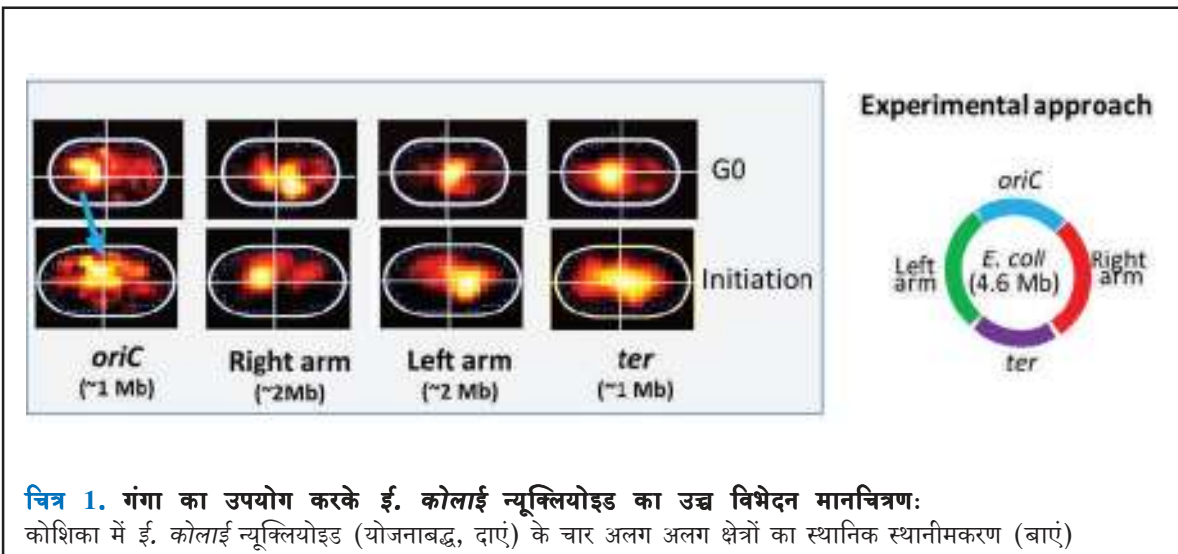 Experimental approach
G0
Initiation
oriC
(~1 Mb)
Right arm
(~2Mb)
Left arm
(~2 Mb)
ter
(~1 Mb)
oriC
Left
arm
E. coli
(4.6 Mb)
Right
arm
ter
चित्र 1. गंगा का उपयोग करके ई. कोलाई न्यूक्लियोइड का उच्च विभेदन मानचित्रण:
कोशिका में ई. कोलाई न्यूक्लियोइड (योजनाबद्ध, दाएं) के चार अलग अलग क्षेत्रों का स्थानिक स्थानीमकरण (बाएं)